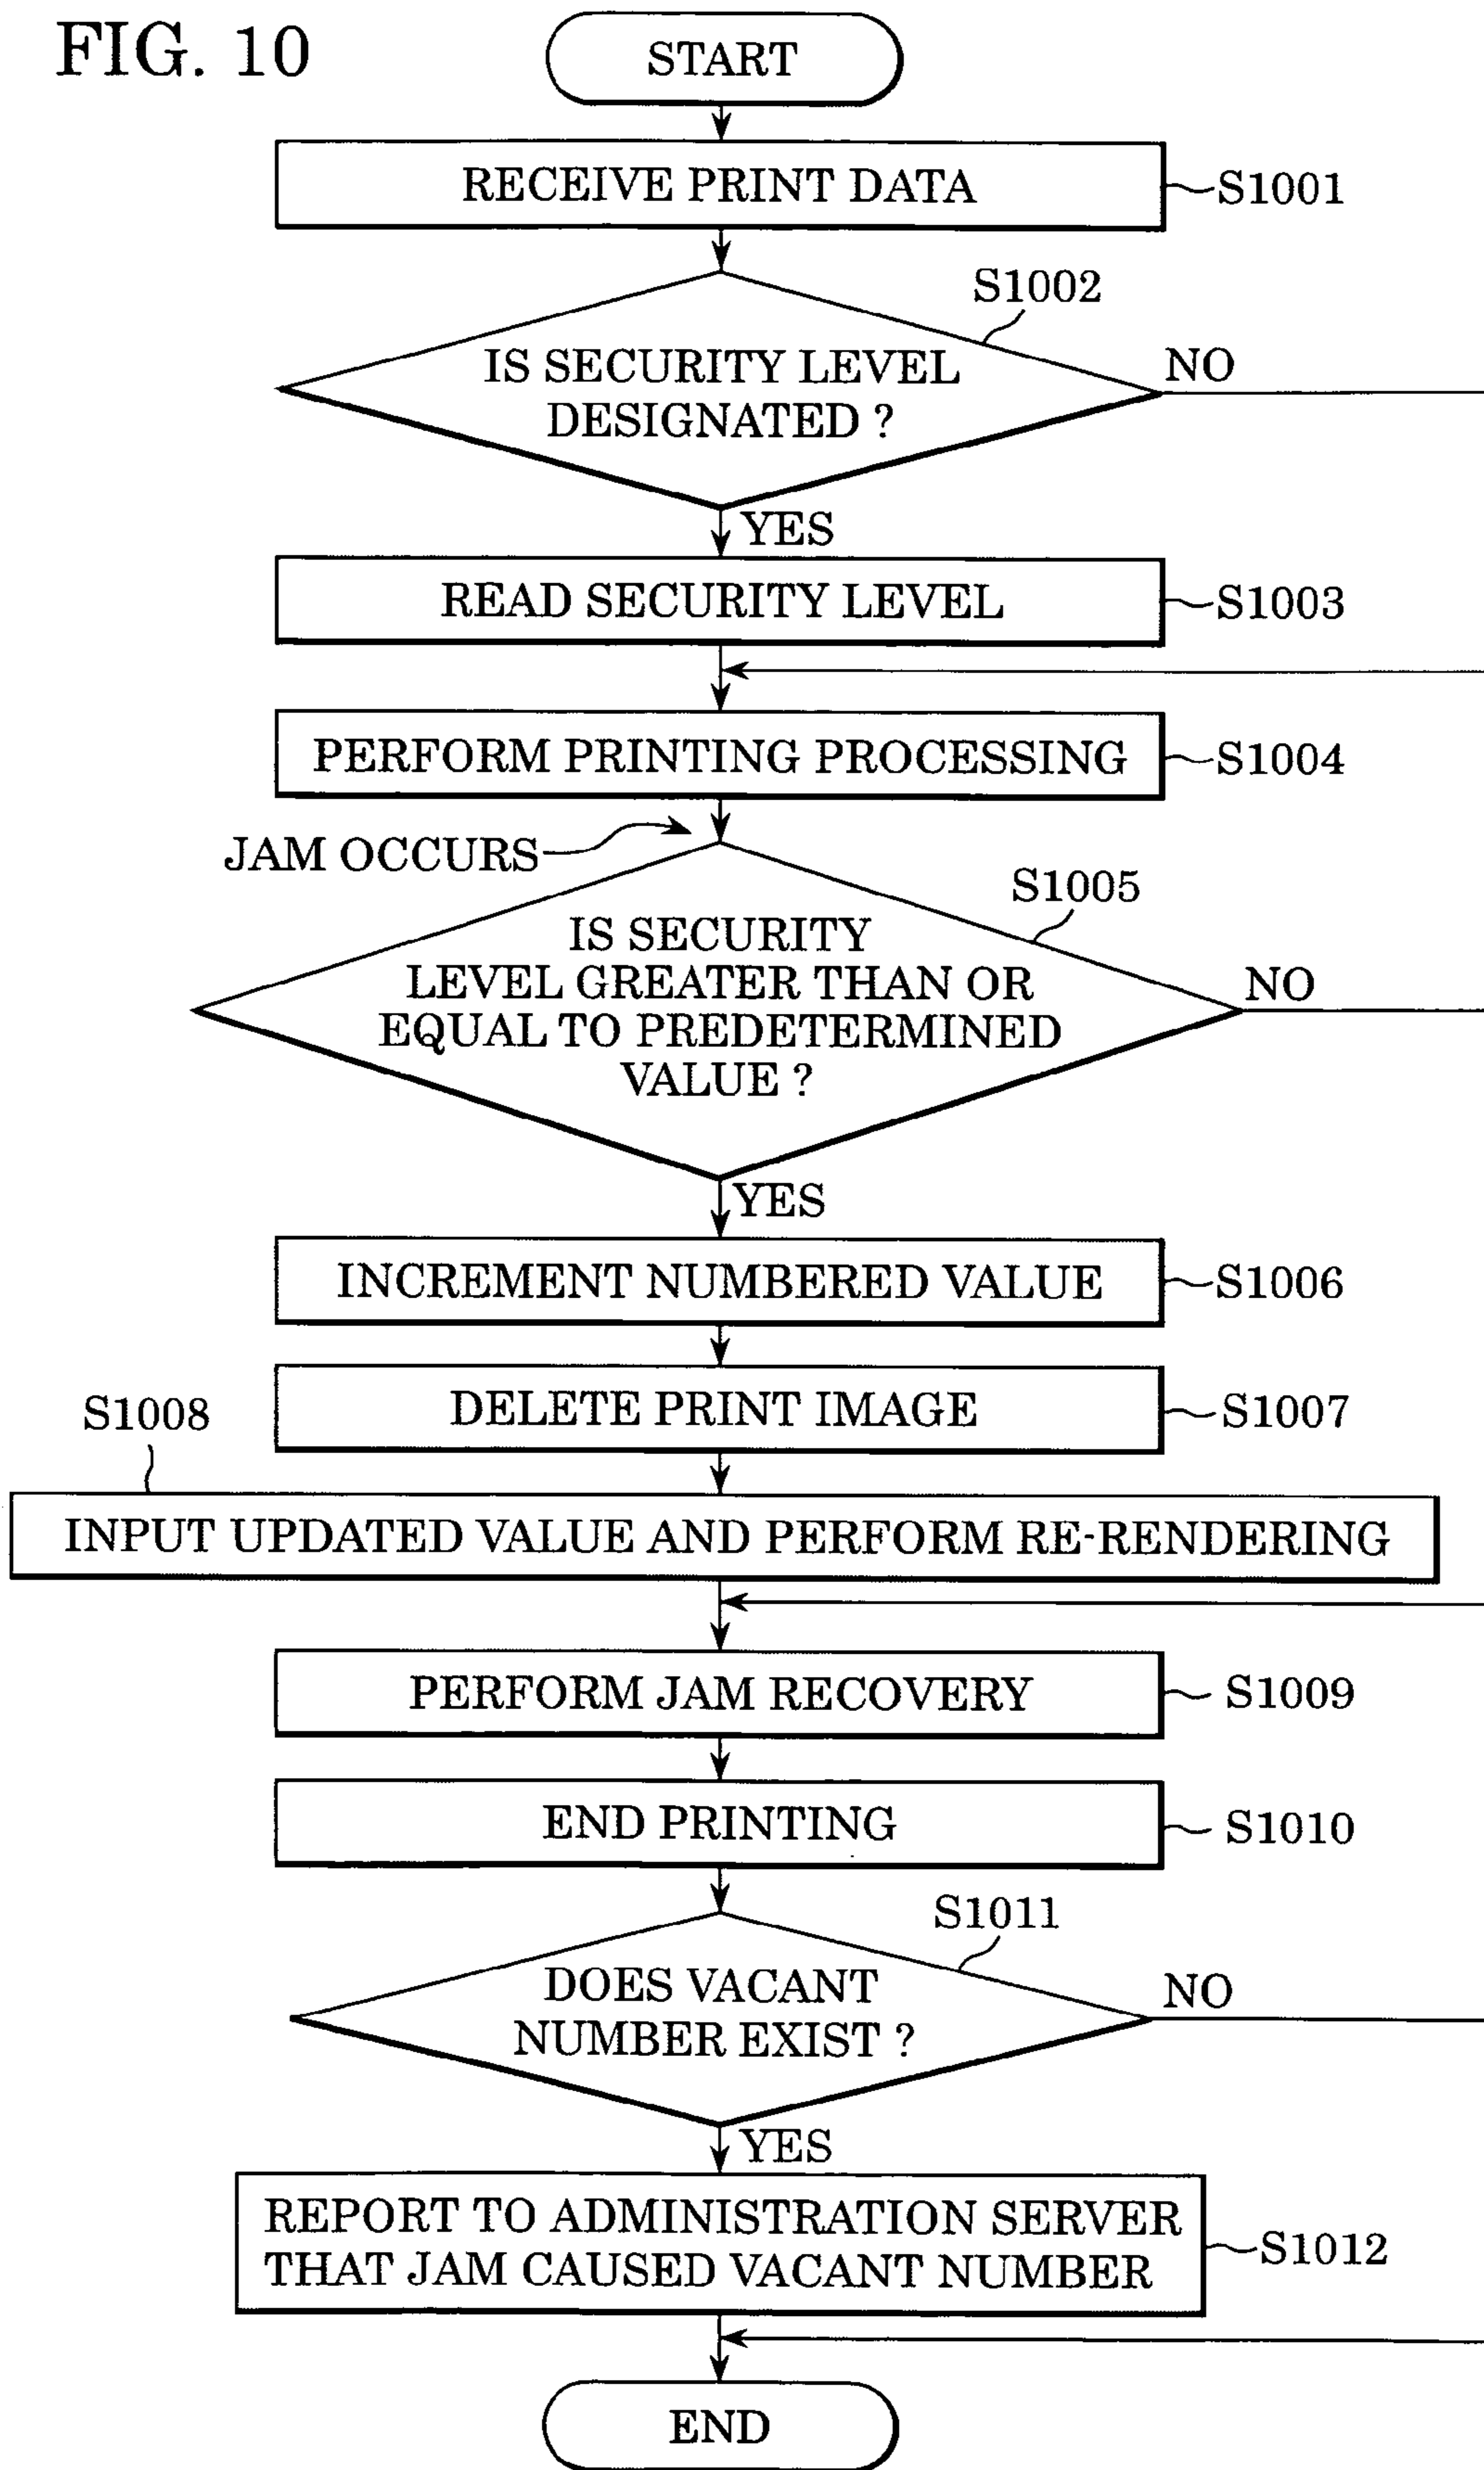 FIG. 10
START
RECEIVE PRINT DATA
S1001
S1002
IS SECURITY LEVEL
DESIGNATED ?
NO
YES
READ SECURITY LEVEL
S1003
PERFORM PRINTING PROCESSING
S1004
JAM OCCURS
S1005
IS SECURITY
LEVEL GREATER THAN OR
EQUAL TO PREDETERMINED
VALUE ?
NO
YES
INCREMENT NUMBERED VALUE
S1006
DELETE PRINT IMAGE
S1007
S1008
INPUT UPDATED VALUE AND PERFORM RE-RENDERING
PERFORM JAM RECOVERY
S1009
END PRINTING
S1010
S1011
DOES VACANT
NUMBER EXIST ?
NO
YES
REPORT TO ADMINISTRATION SERVER
THAT JAM CAUSED VACANT NUMBER
S1012
END